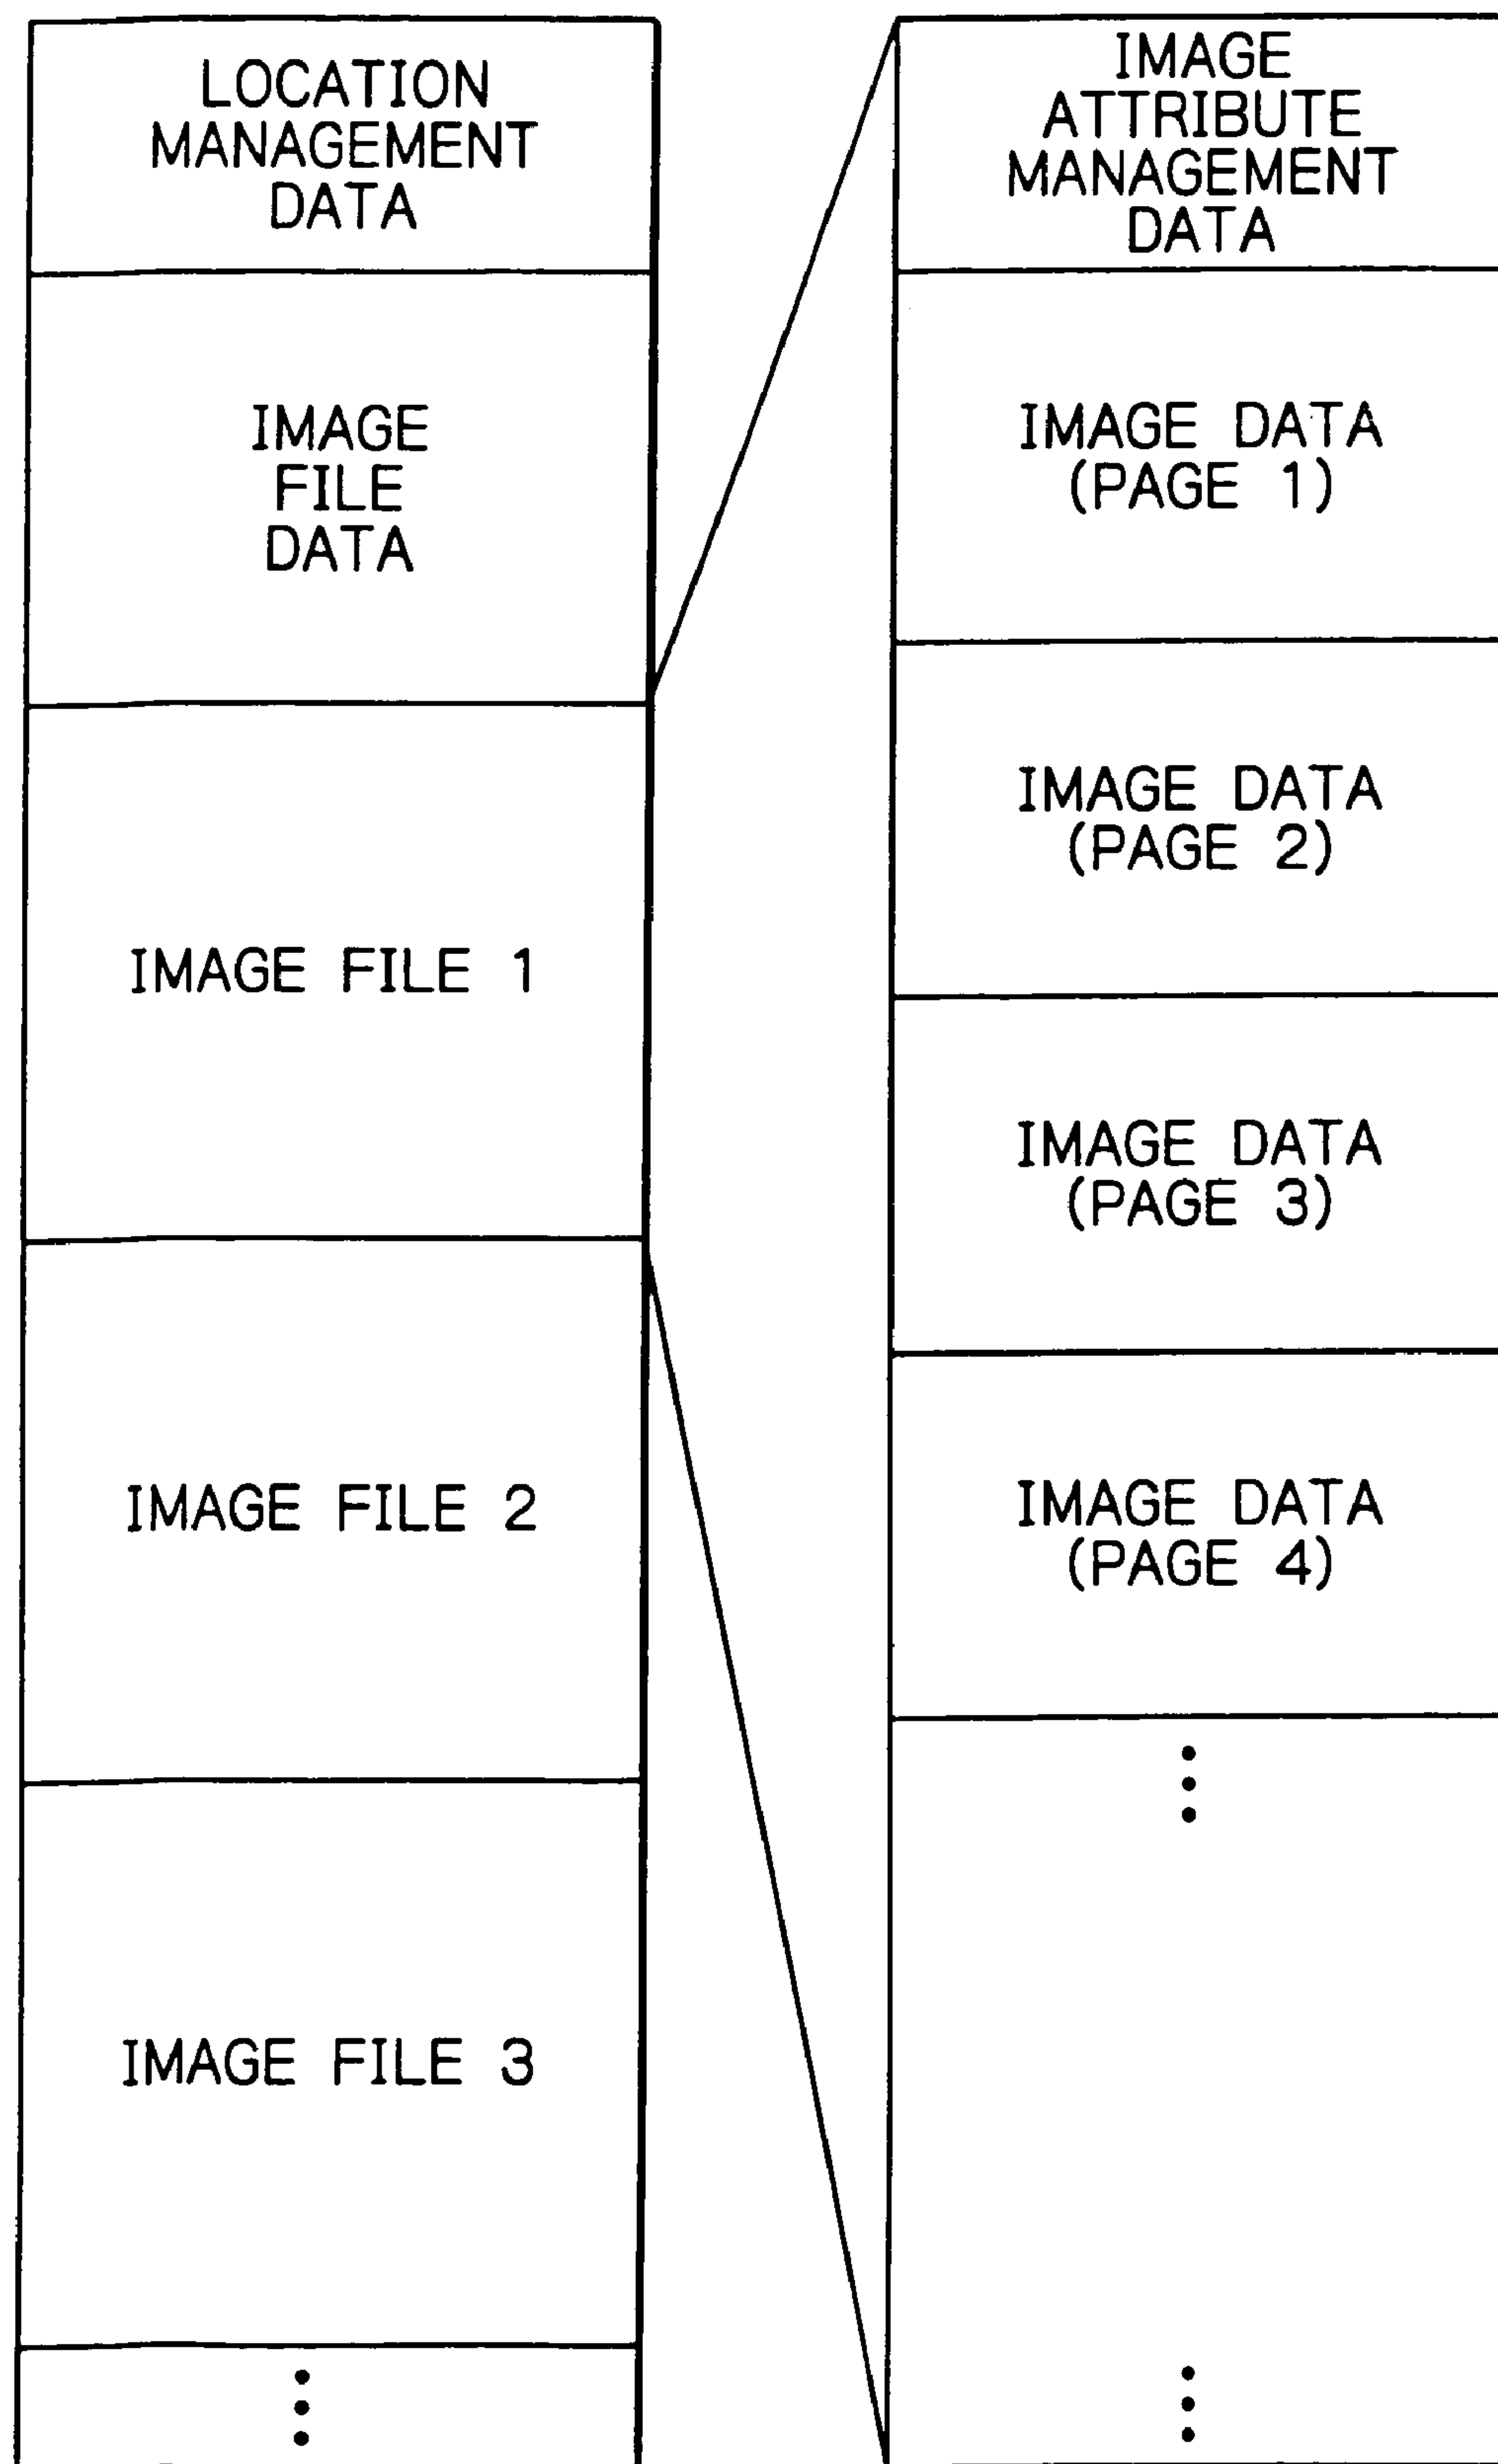 LOCATION
MANAGEMENT
DATA
IMAGE
FILE
DATA
IMAGE FILE 1
IMAGE FILE 2
IMAGE FILE 3
IMAGE
ATTRIBUTE
MANAGEMENT
DATA
IMAGE DATA
(PAGE 1)
IMAGE DATA
(PAGE 2)
IMAGE DATA
(PAGE 3)
IMAGE DATA
(PAGE 4)